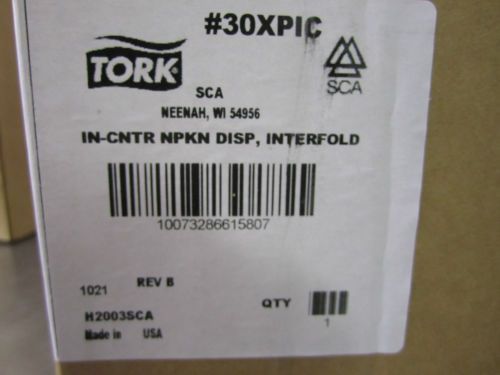 #30XPIC
TORK
SCA
SCA
NEENAH, WI 54956
IN-CNTR NPKN DISP, INTERFOLD
10073286615807
1021 REV B
QTY
1
H2003SCA
Made in USA